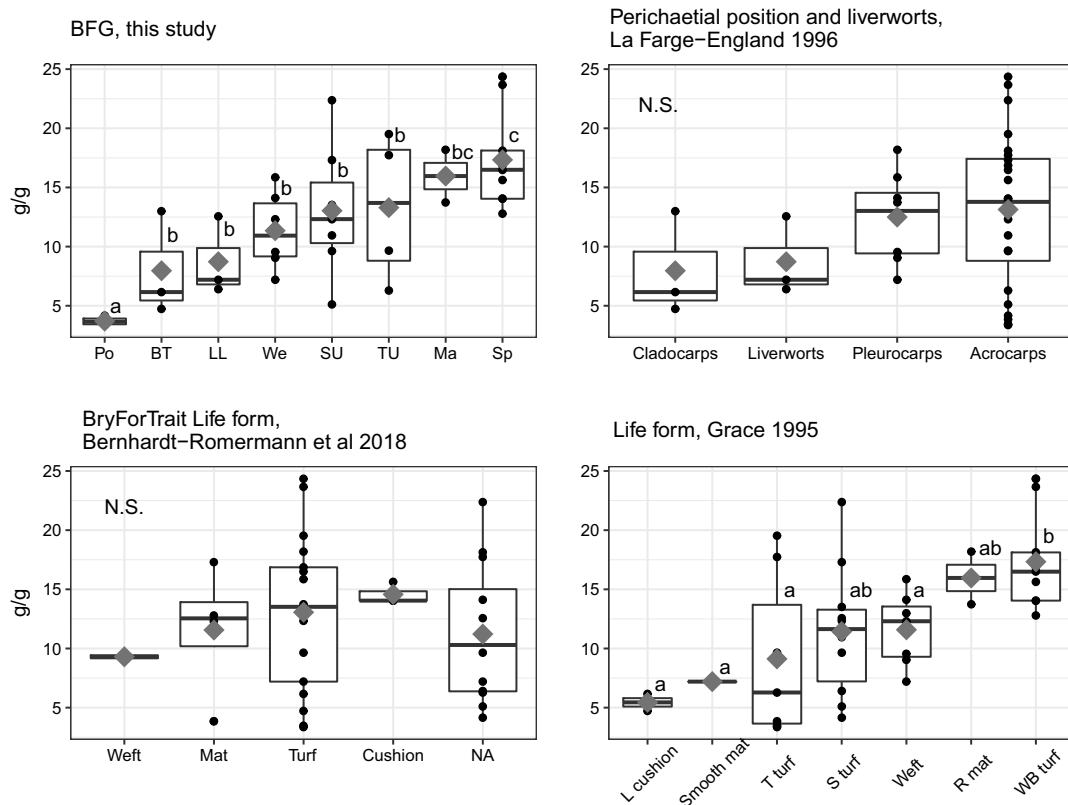 BFG, this study
25
20
15
10
5
g/g
a
b
b
b
b
b
bc
c
Po BT LL We SU TU Ma Sp
Perichaetial position and liverworts,
La Farge−England 1996
25
20
15
10
5
N.S.
Cladocarps Liverworts Pleurocarps Acrocarps
BryForTrait Life form,
Bernhardt−Romermann et al 2018
25
20
15
10
5
g/g
N.S.
Weft Mat Turf Cushion NA
Life form, Grace 1995
25
20
15
10
5
a
a
a
ab
a
ab
b
L cushion Smooth mat T turf S turf Weft R mat WB turf